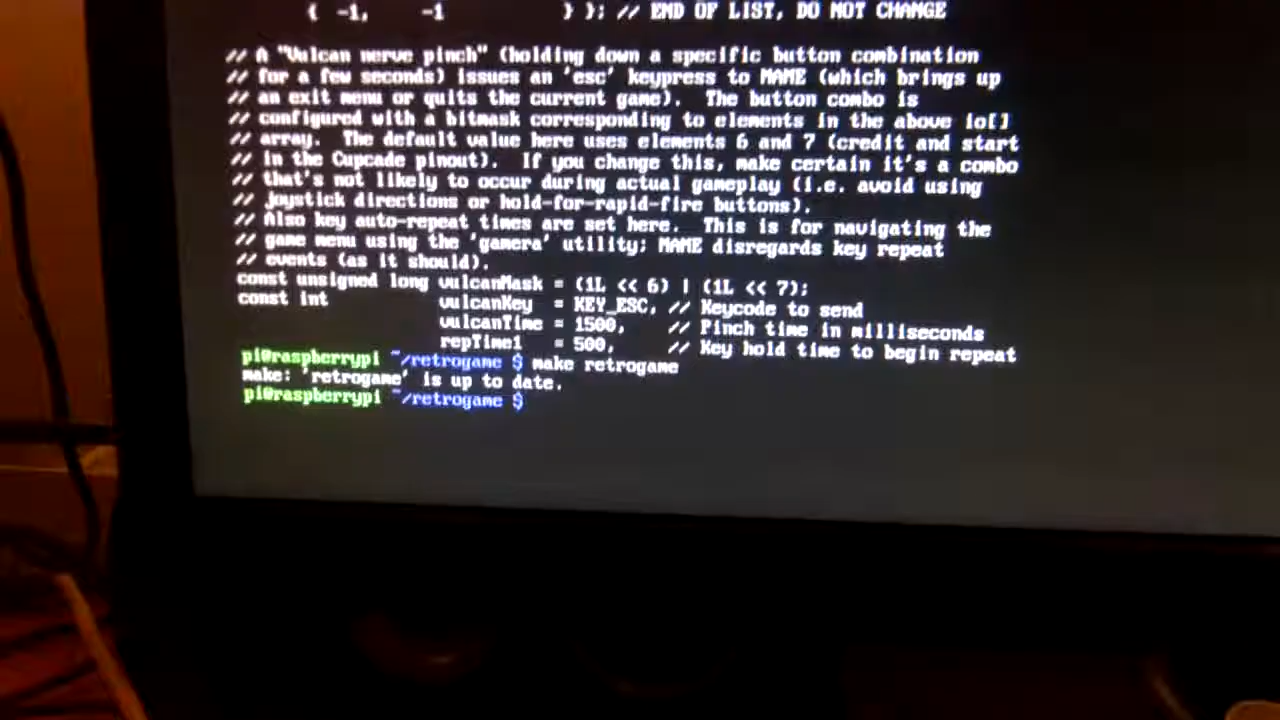 { -1,      -1            } }; // END OF LIST, DO NOT CHANGE
// A "Vulcan nerve pinch" (holding down a specific button combination
// for a few seconds) issues an 'esc' keypress to MAME (which brings up
// an exit menu or quits the current game).  The button combo is
// configured with a bitmask corresponding to elements in the above io[]
// array.  The default value here uses elements 6 and 7 (credit and start
// in the Cupcade pinout).  If you change this, make certain it's a combo
// that's not likely to occur during actual gameplay (i.e. avoid using
// joystick directions or hold-for-rapid-fire buttons).
// Also key auto-repeat times are set here.  This is for navigating the
// game menu using the 'gamera' utility; MAME disregards key repeat
// events (as it should).
const unsigned long vulcanMask = (1L << 6) | (1L << 7);
const int           vulcanKey  = KEY_ESC, // Keycode to send
                    vulcanTime = 1500,    // Pinch time in milliseconds
                    repTime1   = 500,     // Key hold time to begin repeat
pi@raspberrypi ~/retrogame $ make retrogame
make: 'retrogame' is up to date.
pi@raspberrypi ~/retrogame $